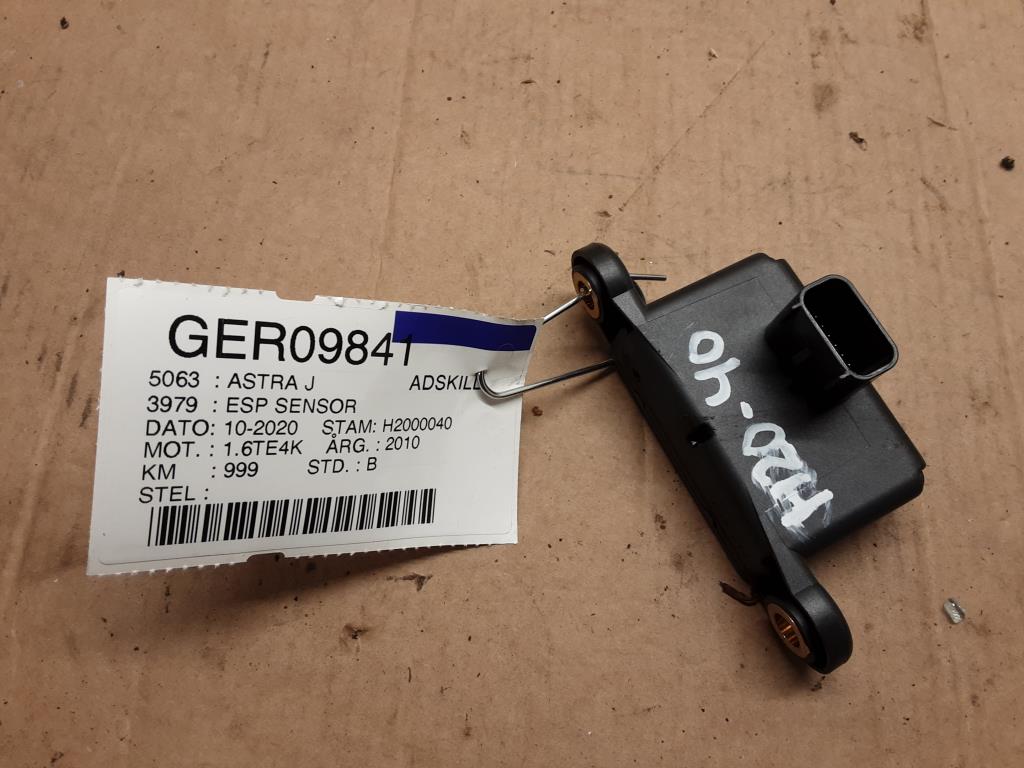 GER09841
5063 : ASTRA J ADSKILL
3979 : ESP SENSOR
DATO: 10-2020 STAM: H2000040
MOT. : 1.6TE4K ÅRG. : 2010
KM : 999 STD. : B
STEL :
H20-40